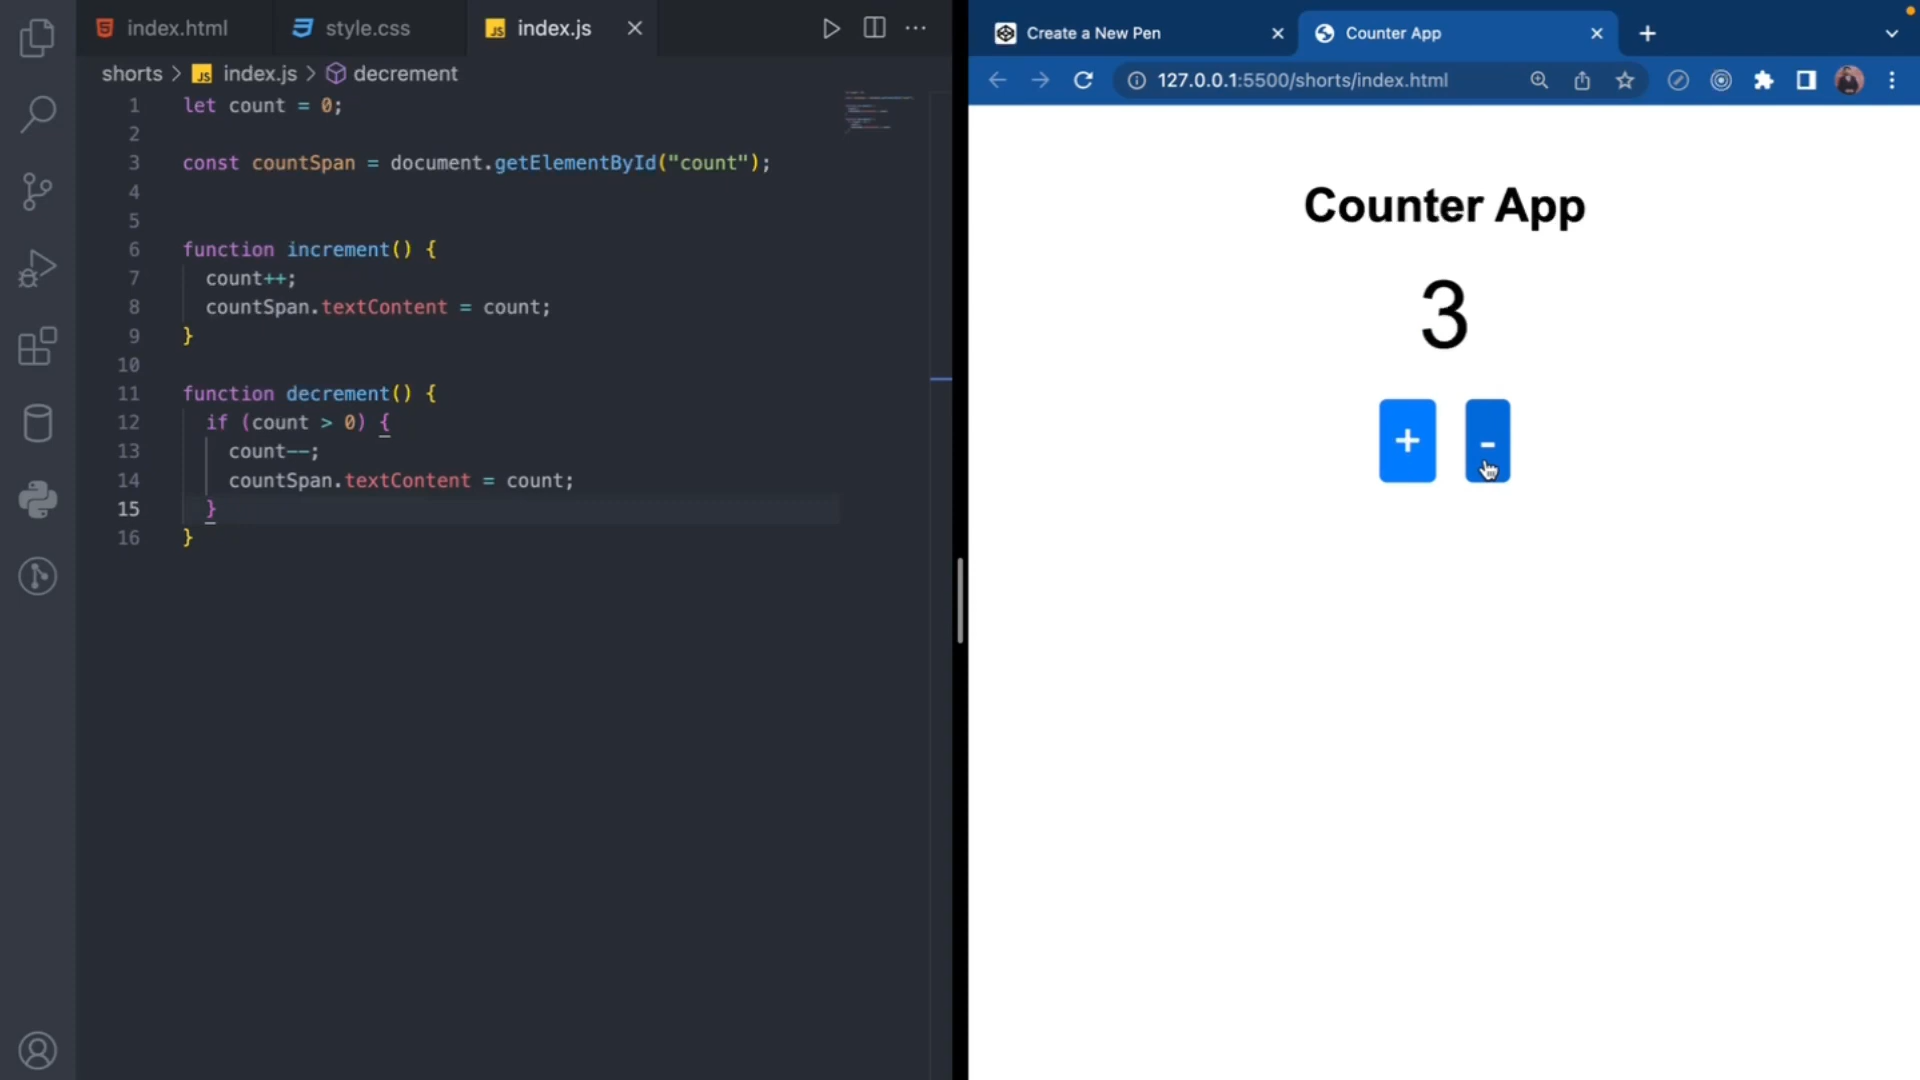 index.html style.css JS index.js
shorts > JS index.js > decrement
1 let count = 0;
2
3 const countSpan = document.getElementById("count");
4
5
6 function increment() {
7 count++;
8 countSpan.textContent = count;
9 }
10
11 function decrement() {
12 if (count > 0) {
13 count--;
14 countSpan.textContent = count;
15 }
16 }
Create a New Pen Counter App
127.0.0.1:5500/shorts/index.html
Counter App
3
+ -